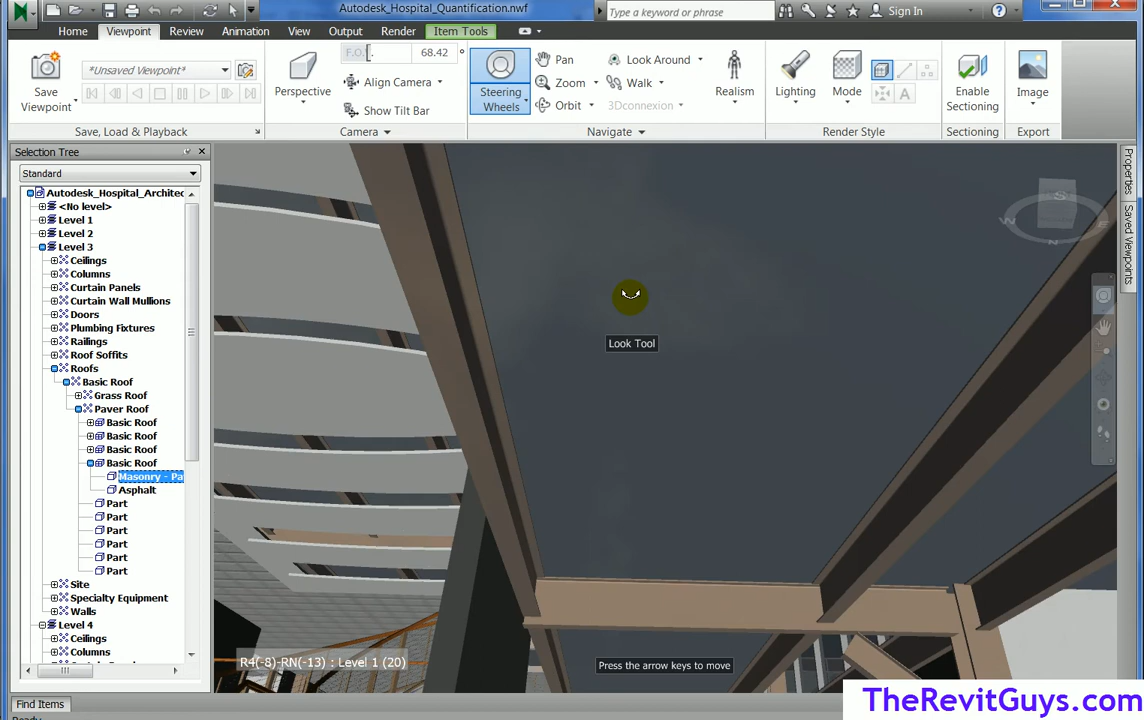 Autodesk_Hospital_Quantification.nwf
Type a keyword or phrase
Sign In
Home
Viewpoint
Review
Animation
View
Output
Render
Item Tools
Save
Viewpoint
*Unsaved Viewpoint*
Save, Load & Playback
Perspective
F.O.V.
68.42
°
Align Camera
Show Tilt Bar
Camera
Steering
Wheels
Pan
Zoom
Orbit
Look Around
Walk
3Dconnexion
Realism
Navigate
Lighting
Mode
Render Style
Enable
Sectioning
Sectioning
Image
Export
Selection Tree
Standard
Autodesk_Hospital_Architec
<No level>
Level 1
Level 2
Level 3
Ceilings
Columns
Curtain Panels
Curtain Wall Mullions
Doors
Plumbing Fixtures
Railings
Roof Soffits
Roofs
Basic Roof
Grass Roof
Paver Roof
Basic Roof
Basic Roof
Basic Roof
Basic Roof
Masonry - Pa
Asphalt
Part
Part
Part
Part
Part
Part
Site
Specialty Equipment
Walls
Level 4
Ceilings
Columns
Find Items
Look Tool
S
W
E
N
R4(-8)-RN(-13) : Level 1 (20)
Press the arrow keys to move
Properties
Saved Viewpoints
TheRevitGuys.com